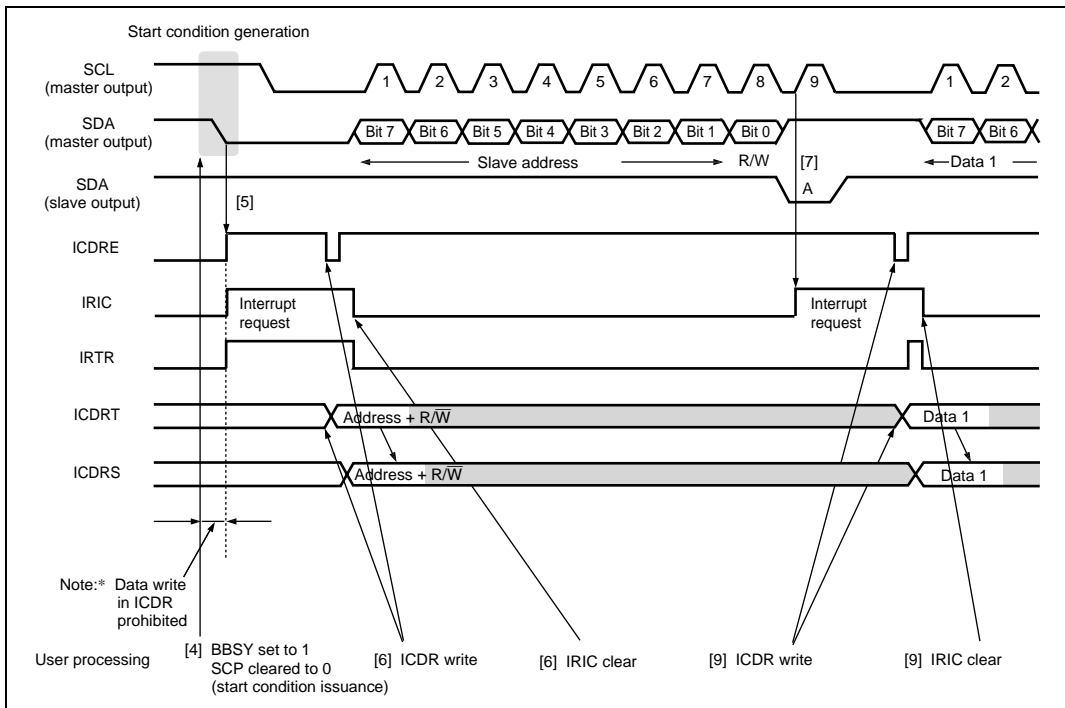 Start condition generation
SCL
(master output)
1 2 3 4 5 6 7 8 9 1 2
SDA
(master output)
Bit 7 Bit 6 Bit 5 Bit 4 Bit 3 Bit 2 Bit 1 Bit 0 Bit 7 Bit 6
Slave address R/W [7] Data 1
SDA
(slave output)
A
[5]
ICDRE
IRIC
Interrupt
request
Interrupt
request
IRTR
ICDRT
Address + R/W̅
Data 1
ICDRS
Address + R/W̅
Data 1
Note:* Data write
in ICDR
prohibited
User processing
[4] BBSY set to 1
SCP cleared to 0
(start condition issuance)
[6] ICDR write
[6] IRIC clear
[9] ICDR write
[9] IRIC clear